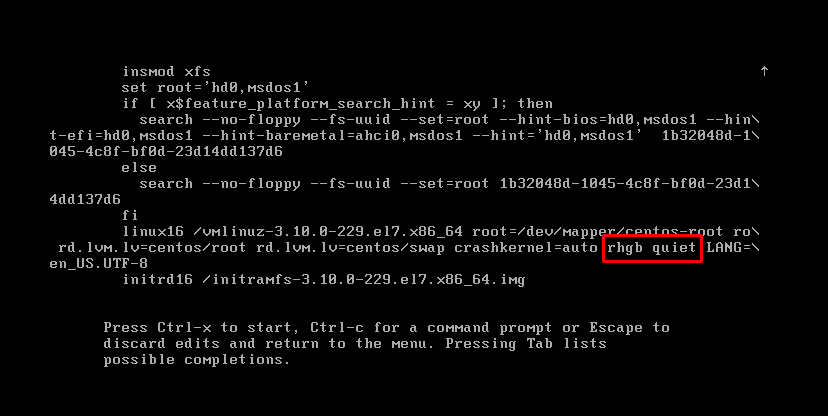 insmod xfs ↑
set root='hd0,msdos1'
if [ x$feature_platform_search_hint = xy ]; then
search --no-floppy --fs-uuid --set=root --hint-bios=hd0,msdos1 --hin\
t-efi=hd0,msdos1 --hint-baremetal=ahci0,msdos1 --hint='hd0,msdos1'  1b32048d-1\
045-4c8f-bf0d-23d14dd137d6
else
search --no-floppy --fs-uuid --set=root 1b32048d-1045-4c8f-bf0d-23d1\
4dd137d6
fi
linux16 /vmlinuz-3.10.0-229.el7.x86_64 root=/dev/mapper/centos-root ro\
rd.lvm.lv=centos/root rd.lvm.lv=centos/swap crashkernel=auto rhgb quiet LANG=\
en_US.UTF-8
initrd16 /initramfs-3.10.0-229.el7.x86_64.img
Press Ctrl-x to start, Ctrl-c for a command prompt or Escape to
discard edits and return to the menu. Pressing Tab lists
possible completions.